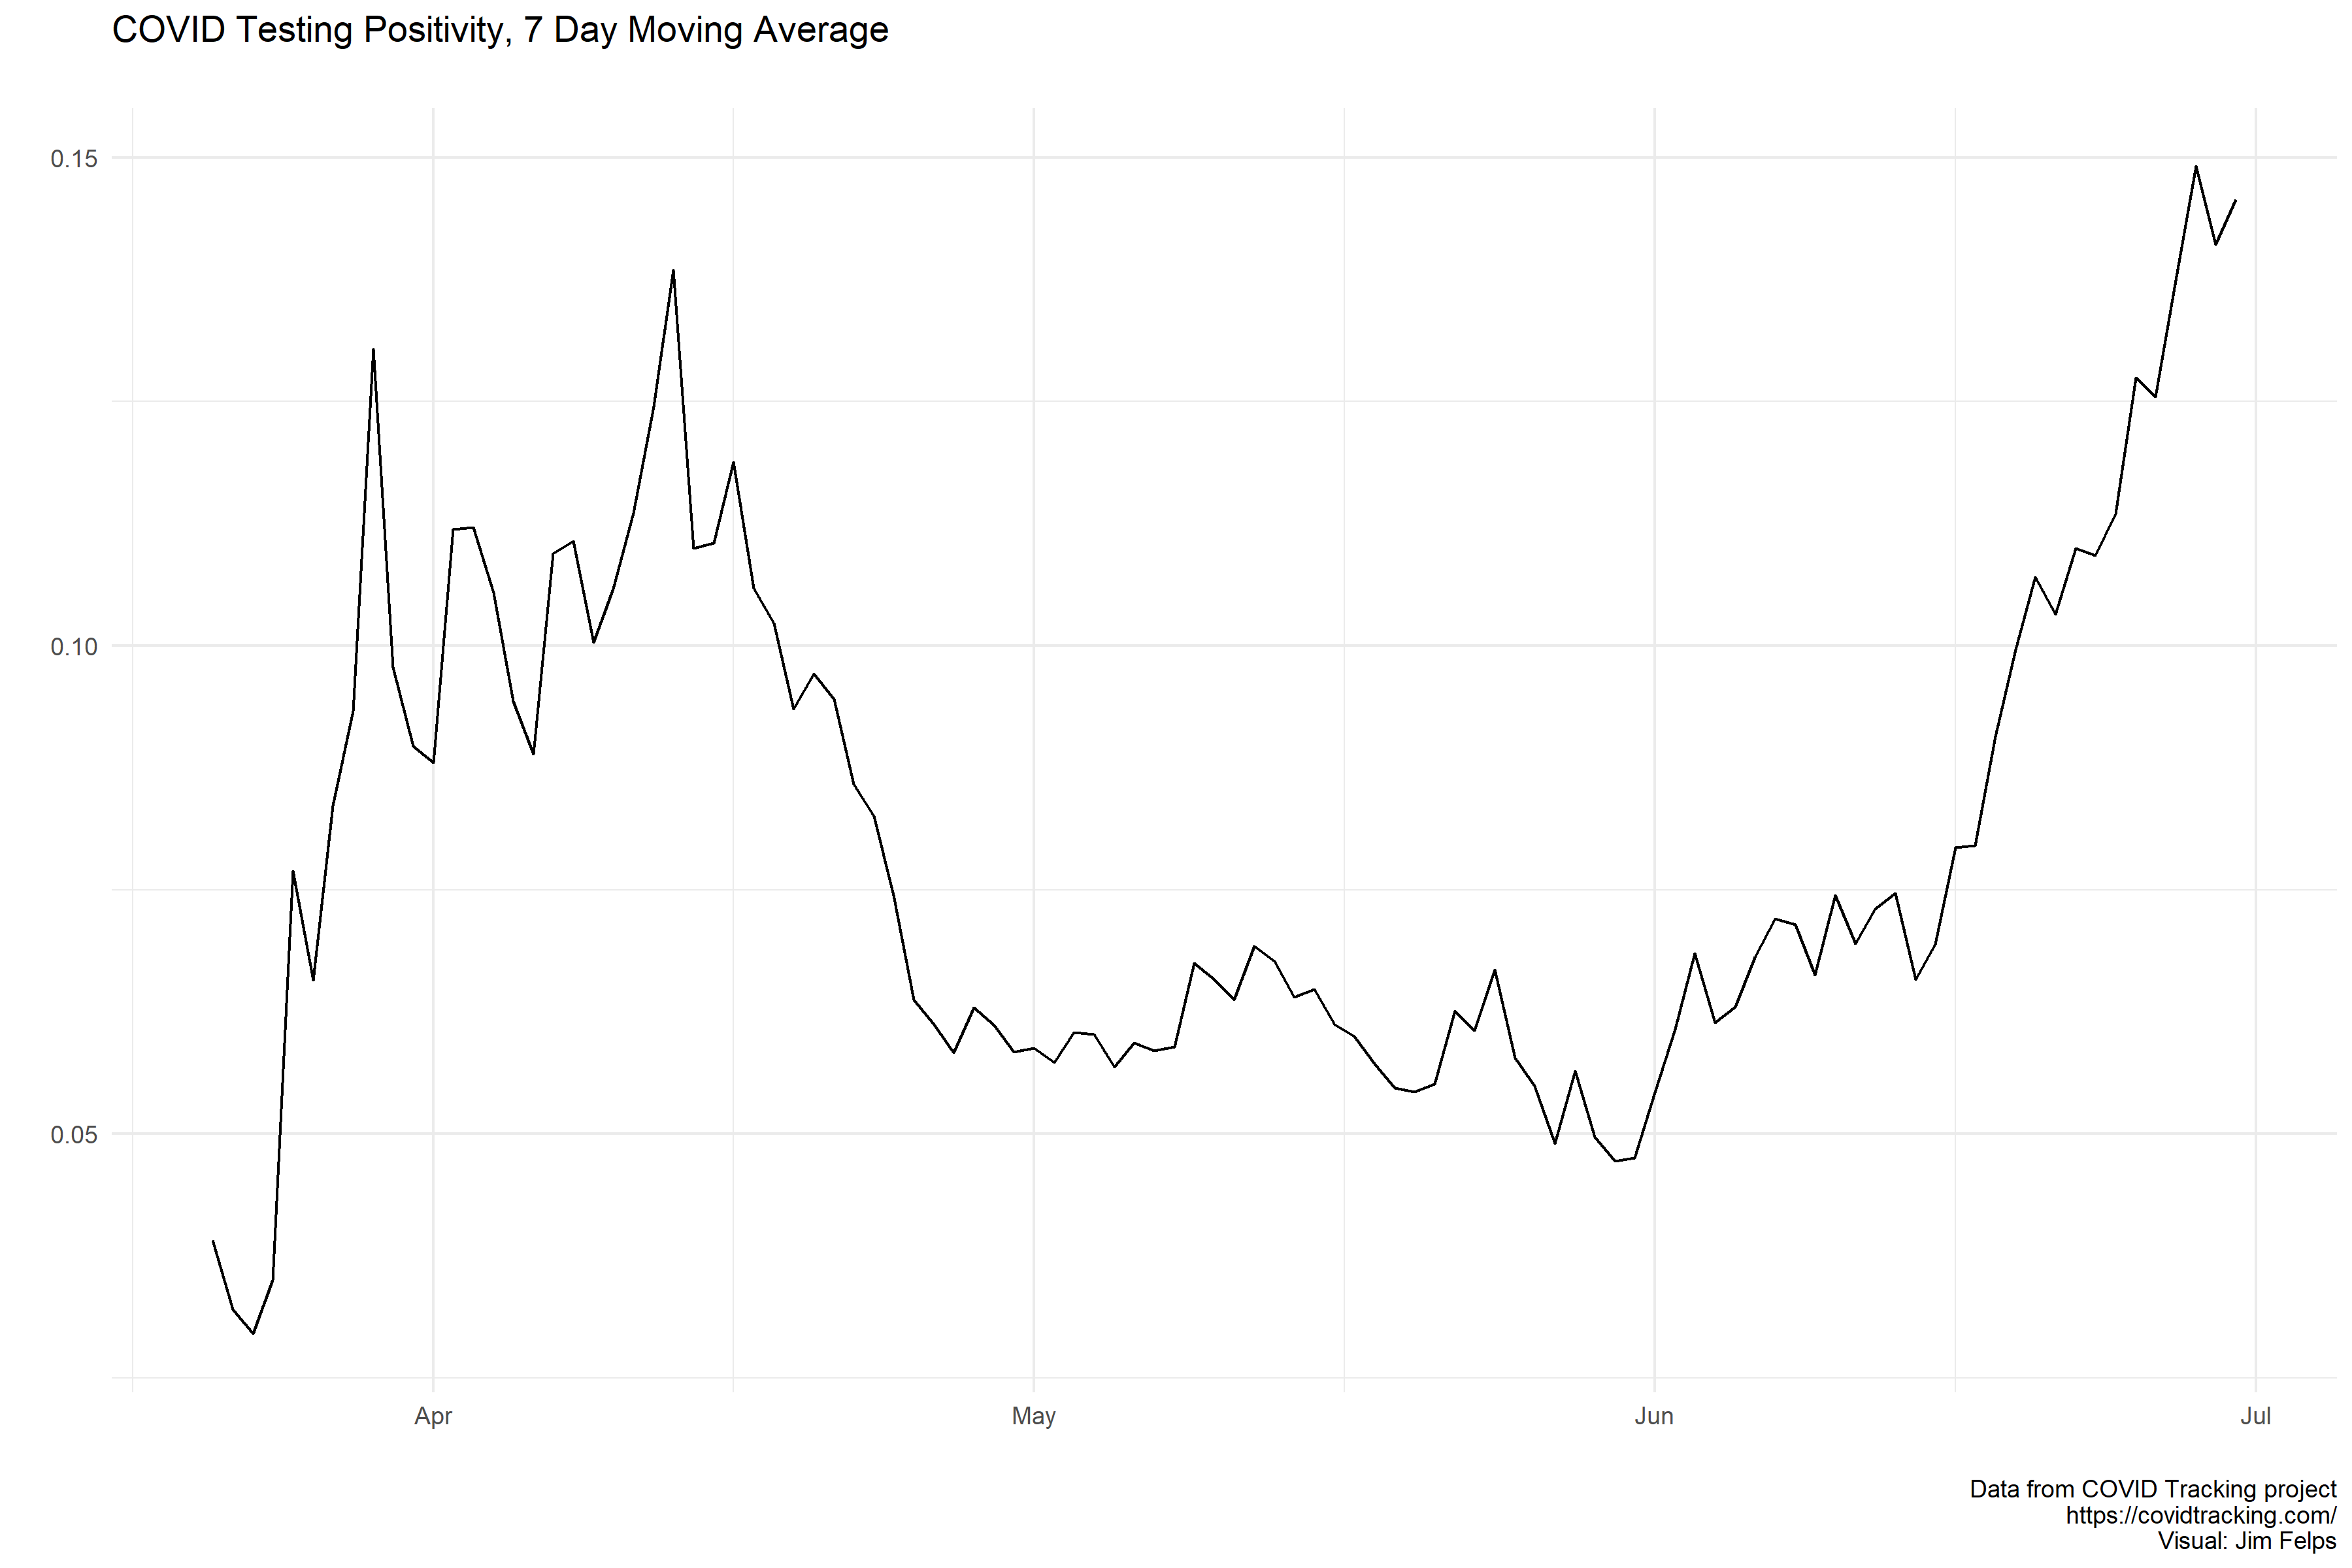 COVID Testing Positivity, 7 Day Moving Average
0.15
0.10
0.05
Apr May Jun Jul
Data from COVID Tracking project
https://covidtracking.com/
Visual: Jim Felps